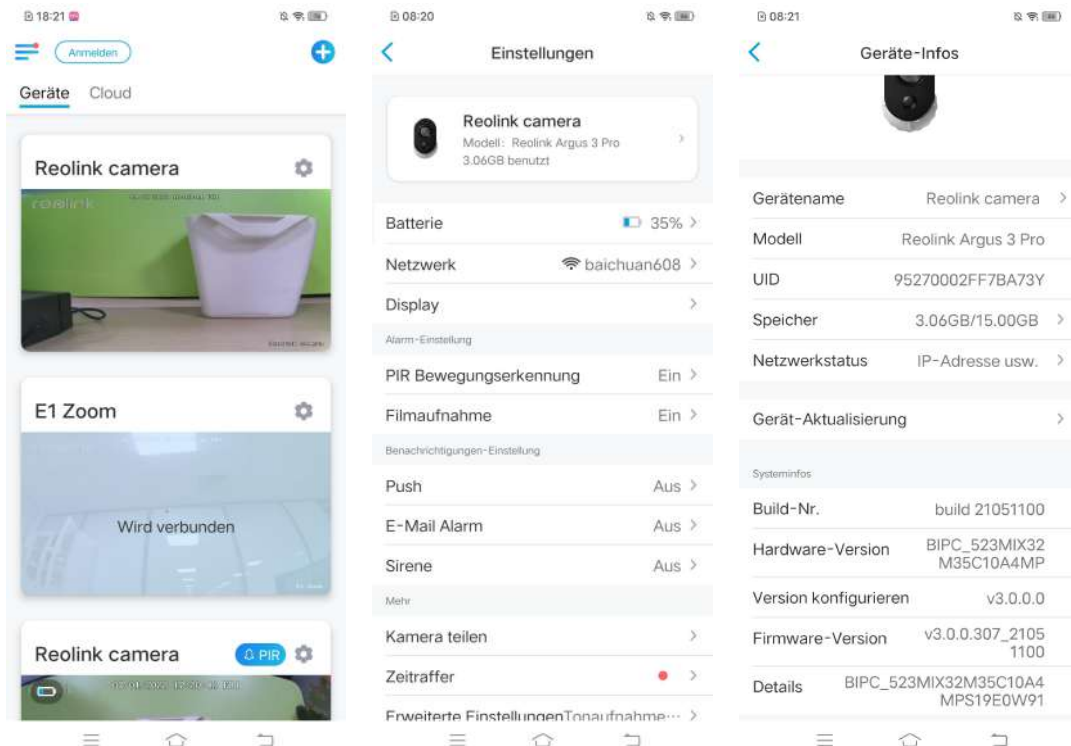 18:21
Anmelden
Geräte Cloud
Reolink camera
reolink
E1 Zoom
Wird verbunden
E1 Zoom
Reolink camera
PIR
08:20
Einstellungen
Reolink camera
Modell: Reolink Argus 3 Pro
3.06GB benutzt
Batterie 35%
Netzwerk baichuan608
Display
Alarm-Einstellung
PIR Bewegungserkennung Ein
Filmaufnahme Ein
Benachrichtigungen-Einstellung
Push Aus
E-Mail Alarm Aus
Sirene Aus
Mehr
Kamera teilen
Zeitraffer
Erweiterte Einstellungen Tonaufnahme...
08:21
Geräte-Infos
Gerätename Reolink camera
Modell Reolink Argus 3 Pro
UID 95270002FF7BA73Y
Speicher 3.06GB/15.00GB
Netzwerkstatus IP-Adresse usw.
Gerät-Aktualisierung
Systeminfos
Build-Nr. build 21051100
Hardware-Version BIPC_523MIX32
M35C10A4MP
Version konfigurieren v3.0.0.0
Firmware-Version v3.0.0.307_2105
1100
Details BIPC_523MIX32M35C10A4
MPS19E0W91